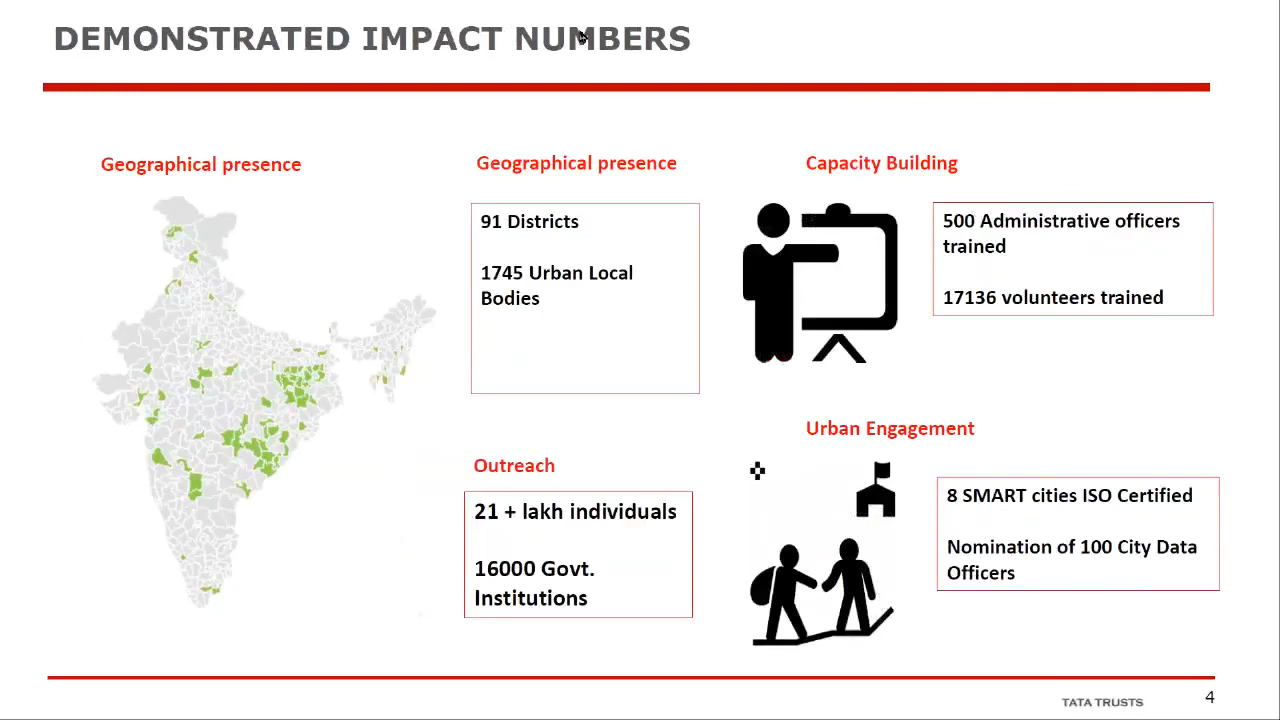 DEMONSTRATED IMPACT NUMBERS
Geographical presence
Geographical presence
91 Districts
1745 Urban Local
Bodies
Capacity Building
500 Administrative officers
trained
17136 volunteers trained
Outreach
21 + lakh individuals
16000 Govt.
Institutions
Urban Engagement
8 SMART cities ISO Certified
Nomination of 100 City Data
Officers
TATA TRUSTS
4